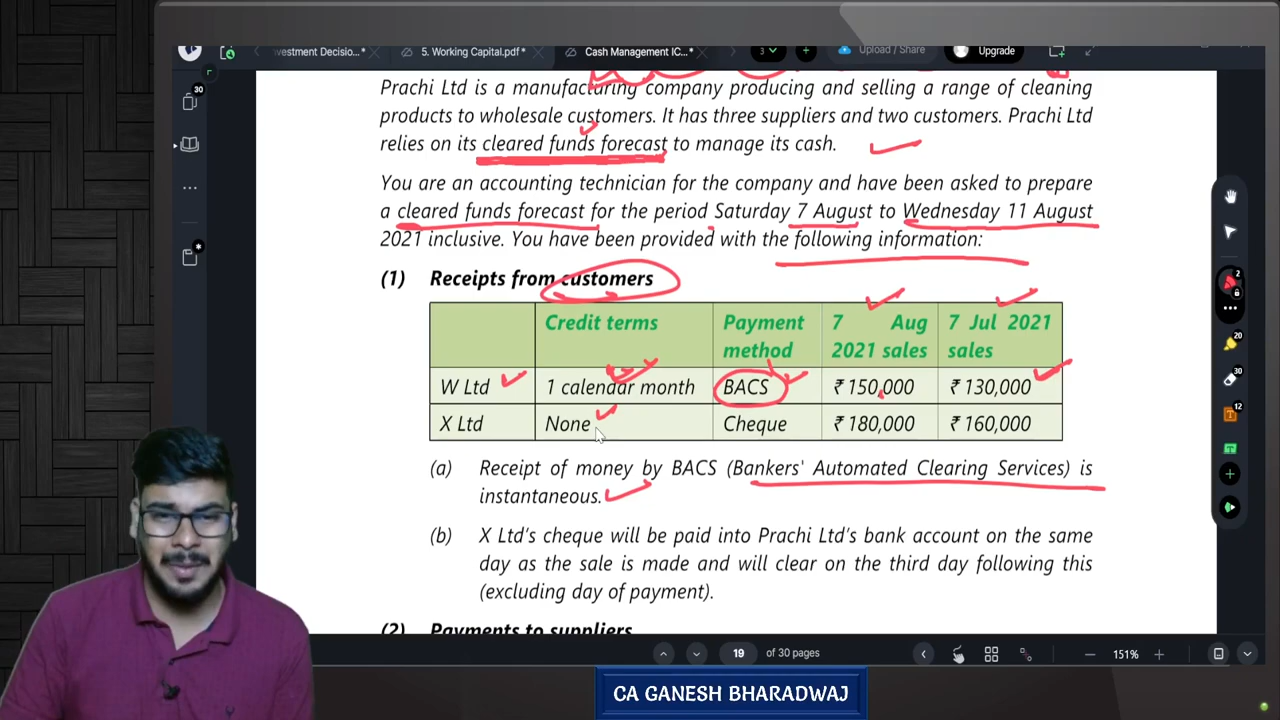 vestment Decisio...*
5. Working Capital.pdf*
Cash Management IC...*
3
Upload / Share
Upgrade
30
Prachi Ltd is a manufacturing company producing and selling a range of cleaning
products to wholesale customers. It has three suppliers and two customers. Prachi Ltd
relies on its cleared funds forecast to manage its cash.
You are an accounting technician for the company and have been asked to prepare
a cleared funds forecast for the period Saturday 7 August to Wednesday 11 August
2021 inclusive. You have been provided with the following information:
(1) Receipts from customers
Credit terms Payment method 7 Aug 2021 sales 7 Jul 2021 sales
W Ltd 1 calendar month BACS ₹ 150,000 ₹ 130,000
X Ltd None Cheque ₹ 180,000 ₹ 160,000
(a) Receipt of money by BACS (Bankers' Automated Clearing Services) is
instantaneous.
(b) X Ltd's cheque will be paid into Prachi Ltd's bank account on the same
day as the sale is made and will clear on the third day following this
(excluding day of payment).
(2) Payments to suppliers
2
20
12
19 of 30 pages
151%
CA GANESH BHARADWAJ